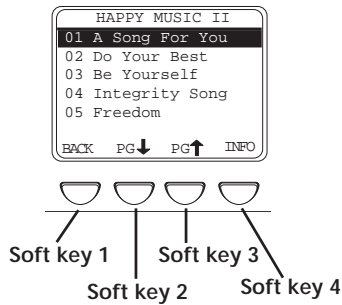 HAPPY MUSIC II
01 A Song For You
02 Do Your Best
03 Be Yourself
04 Integrity Song
05 Freedom
BACK PG PG INFO
Soft key 1 Soft key 3
Soft key 2 Soft key 4